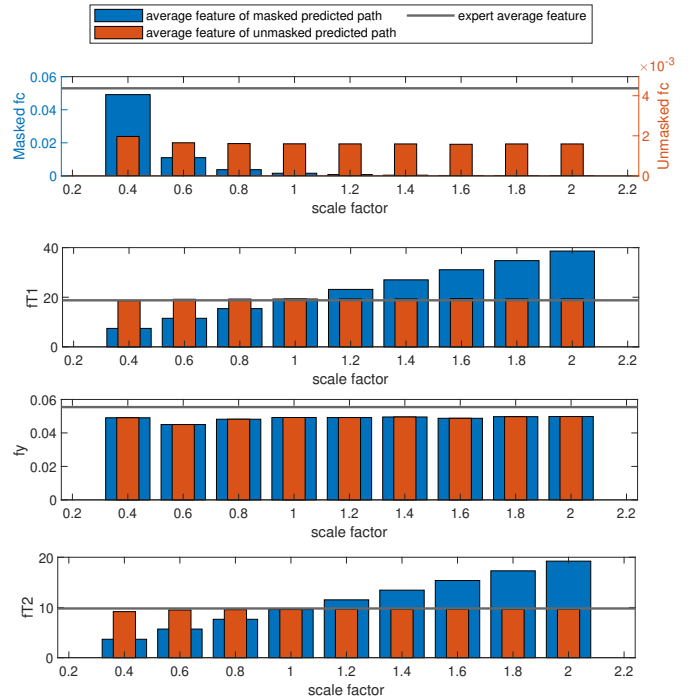 average feature of masked predicted path
expert average feature
average feature of unmasked predicted path
×10⁻³
0.06
0.04
0.02
0
Masked fc
4
2
0
Unmasked fc
0.2 0.4 0.6 0.8 1 1.2 1.4 1.6 1.8 2 2.2
scale factor
40
20
0
fT1
0.2 0.4 0.6 0.8 1 1.2 1.4 1.6 1.8 2 2.2
scale factor
0.06
0.04
0.02
0
fy
0.2 0.4 0.6 0.8 1 1.2 1.4 1.6 1.8 2 2.2
scale factor
20
10
0
fT2
0.2 0.4 0.6 0.8 1 1.2 1.4 1.6 1.8 2 2.2
scale factor